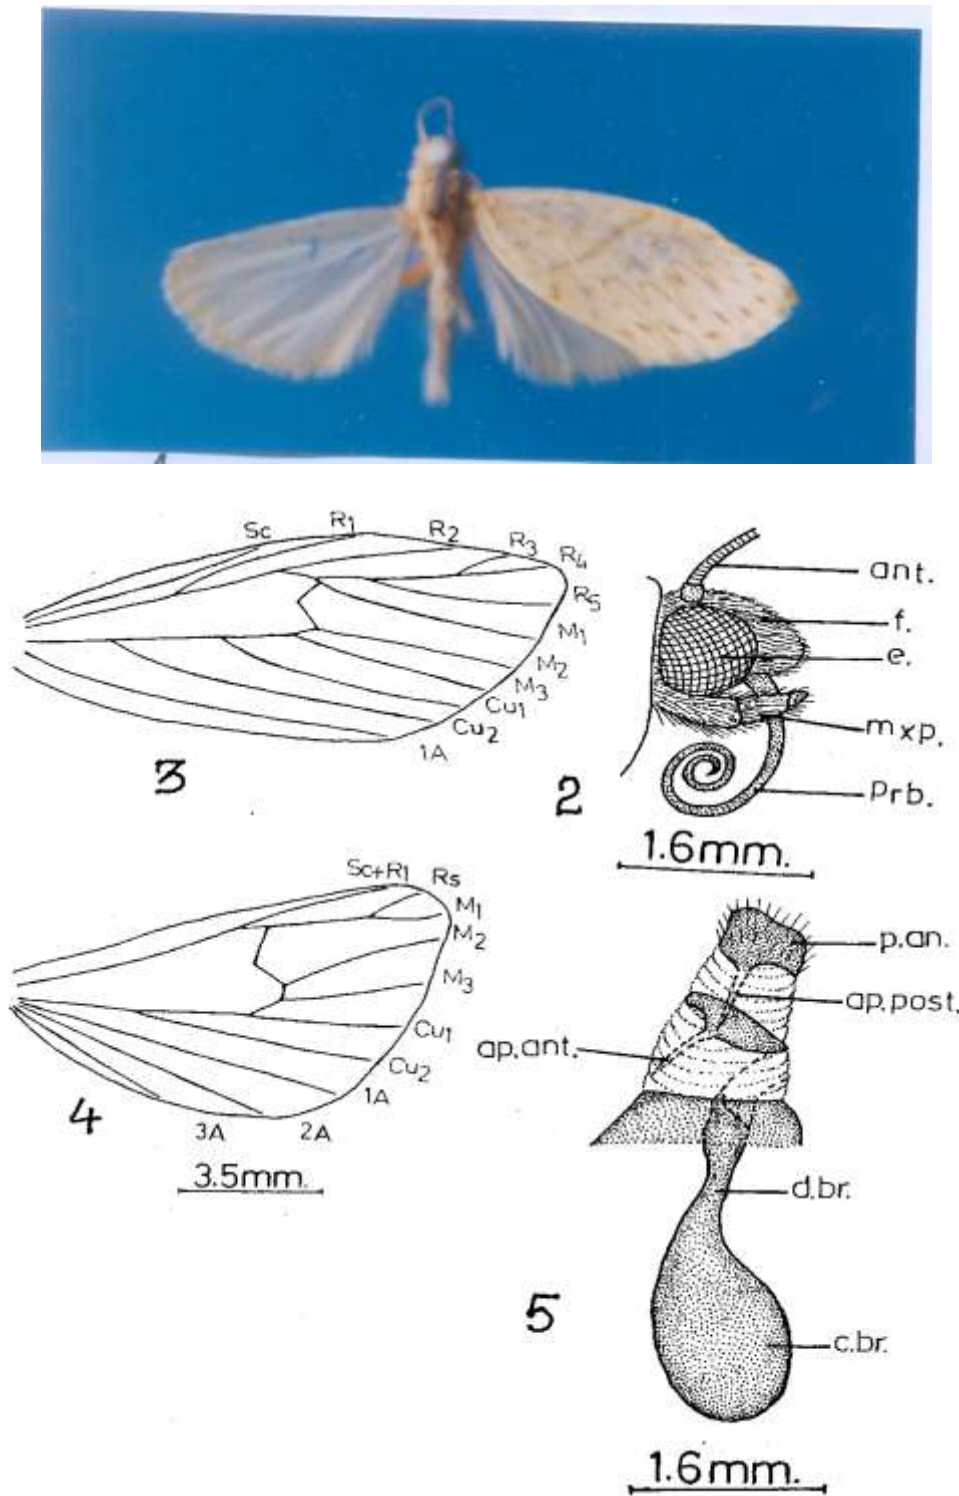 Sc
R1
R2
R3
R4
R5
M1
M2
M3
Cu1
Cu2
1A
3
ant.
f.
e.
mxp.
Prb.
2
1.6mm.
Sc+R1
Rs
M1
M2
M3
Cu1
Cu2
1A
2A
3A
4
3.5mm.
p.an.
ap.post.
ap.ant.
d.br.
c.br.
5
1.6mm.